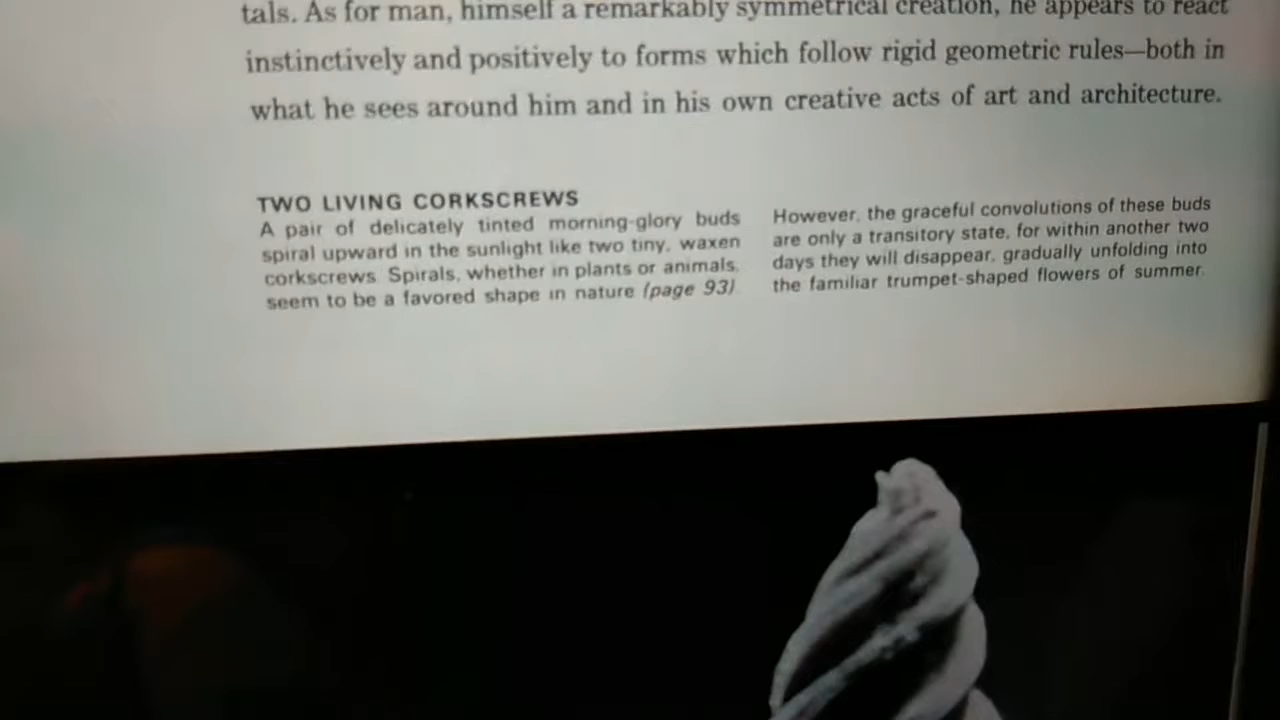 tals. As for man, himself a remarkably symmetrical creation, he appears to react
instinctively and positively to forms which follow rigid geometric rules—both in
what he sees around him and in his own creative acts of art and architecture.
TWO LIVING CORKSCREWS
A pair of delicately tinted morning-glory buds
spiral upward in the sunlight like two tiny, waxen
corkscrews. Spirals, whether in plants or animals,
seem to be a favored shape in nature (page 93).
However, the graceful convolutions of these buds
are only a transitory state, for within another two
days they will disappear, gradually unfolding into
the familiar trumpet-shaped flowers of summer.